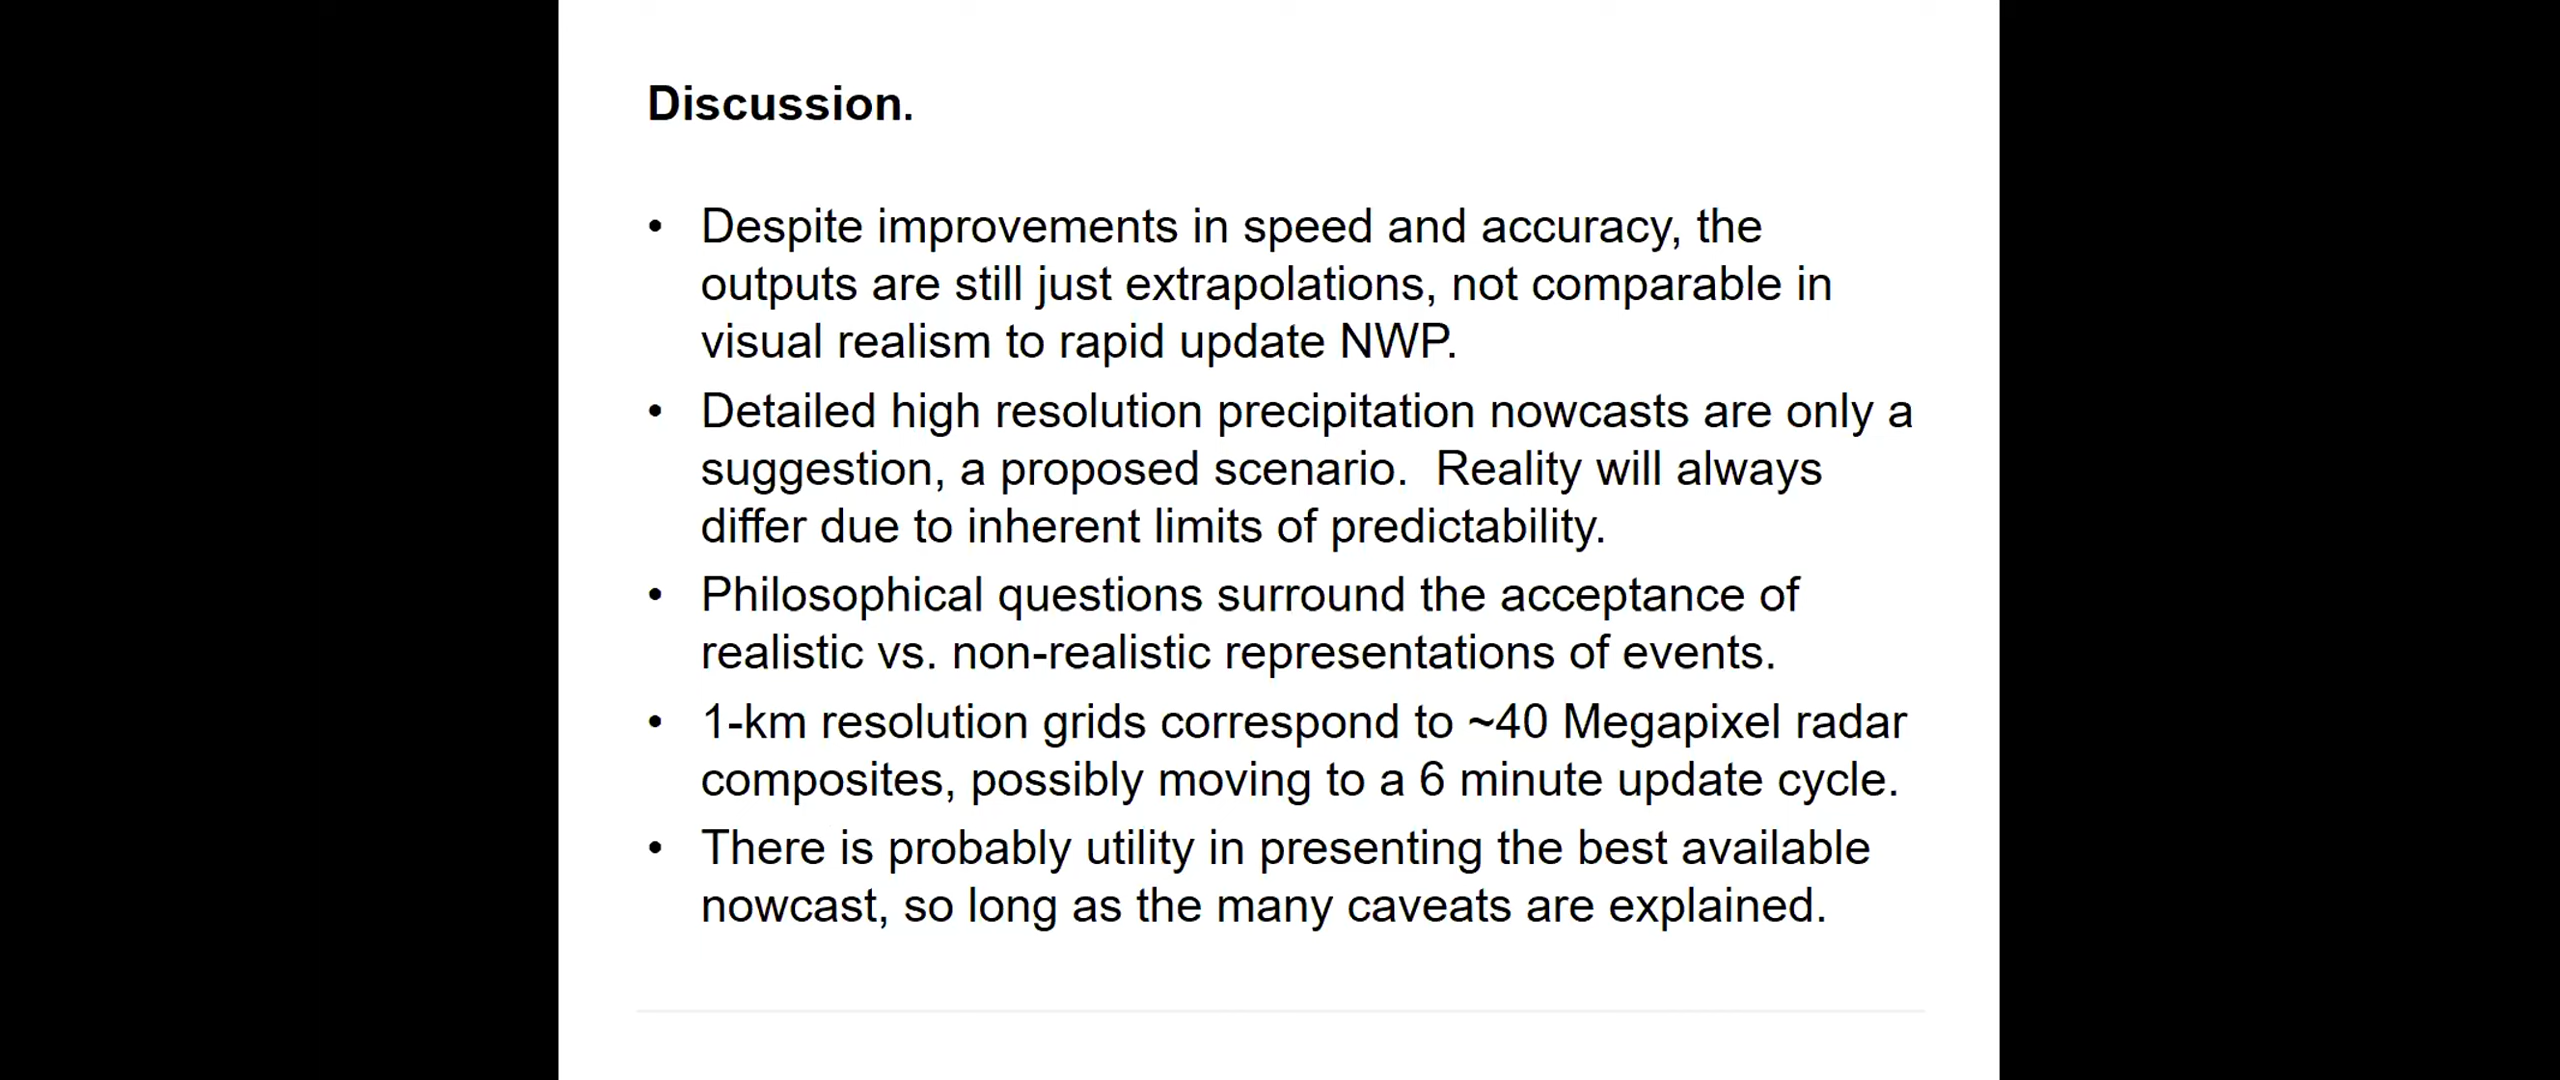 Discussion.
• Despite improvements in speed and accuracy, the
outputs are still just extrapolations, not comparable in
visual realism to rapid update NWP.
• Detailed high resolution precipitation nowcasts are only a
suggestion, a proposed scenario.  Reality will always
differ due to inherent limits of predictability.
• Philosophical questions surround the acceptance of
realistic vs. non-realistic representations of events.
• 1-km resolution grids correspond to ~40 Megapixel radar
composites, possibly moving to a 6 minute update cycle.
• There is probably utility in presenting the best available
nowcast, so long as the many caveats are explained.